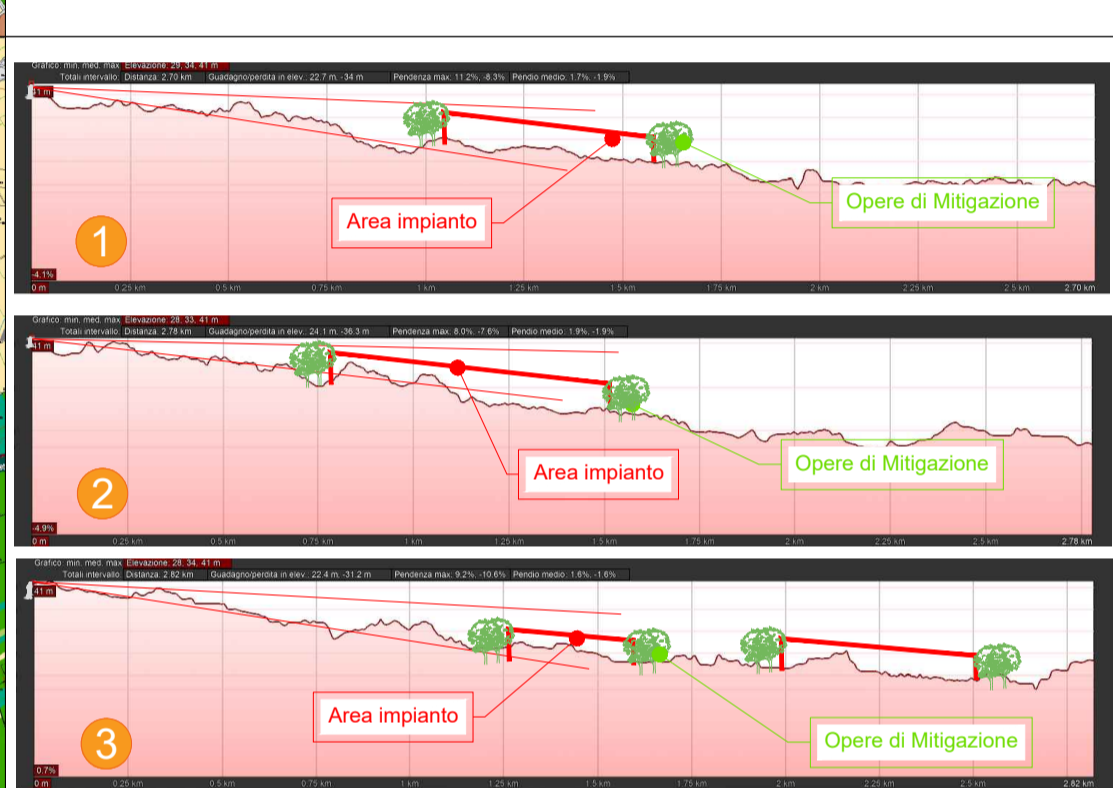 Grafico: min, med, max Elevazione: 29, 34, 41 m
Totali intervallo: Distanza: 2.70 km Guadagno/perdita in elev.: 22.7 m, -34 m Pendenza max: 11.2%, -8.3% Pendio medio: 1.7%, -1.9%
41 m
Area impianto
Opere di Mitigazione
1
-4.1%
0 m 0.25 km 0.5 km 0.75 km 1 km 1.25 km 1.5 km 1.75 km 2 km 2.25 km 2.5 km 2.70 km
Grafico: min, med, max Elevazione: 28, 33, 41 m
Totali intervallo: Distanza: 2.78 km Guadagno/perdita in elev.: 24.1 m, -36.3 m Pendenza max: 8.0%, -7.6% Pendio medio: 1.9%, -1.9%
41 m
Area impianto
Opere di Mitigazione
2
-4.9%
0 m 0.25 km 0.5 km 0.75 km 1 km 1.25 km 1.5 km 1.75 km 2 km 2.25 km 2.5 km 2.78 km
Grafico: min, med, max Elevazione: 28, 34, 41 m
Totali intervallo: Distanza: 2.82 km Guadagno/perdita in elev.: 22.4 m, -31.2 m Pendenza max: 9.2%, -10.6% Pendio medio: 1.6%, -1.6%
41 m
Area impianto
Opere di Mitigazione
3
0.7%
0 m 0.25 km 0.5 km 0.75 km 1 km 1.25 km 1.5 km 1.75 km 2 km 2.25 km 2.5 km 2.82 km